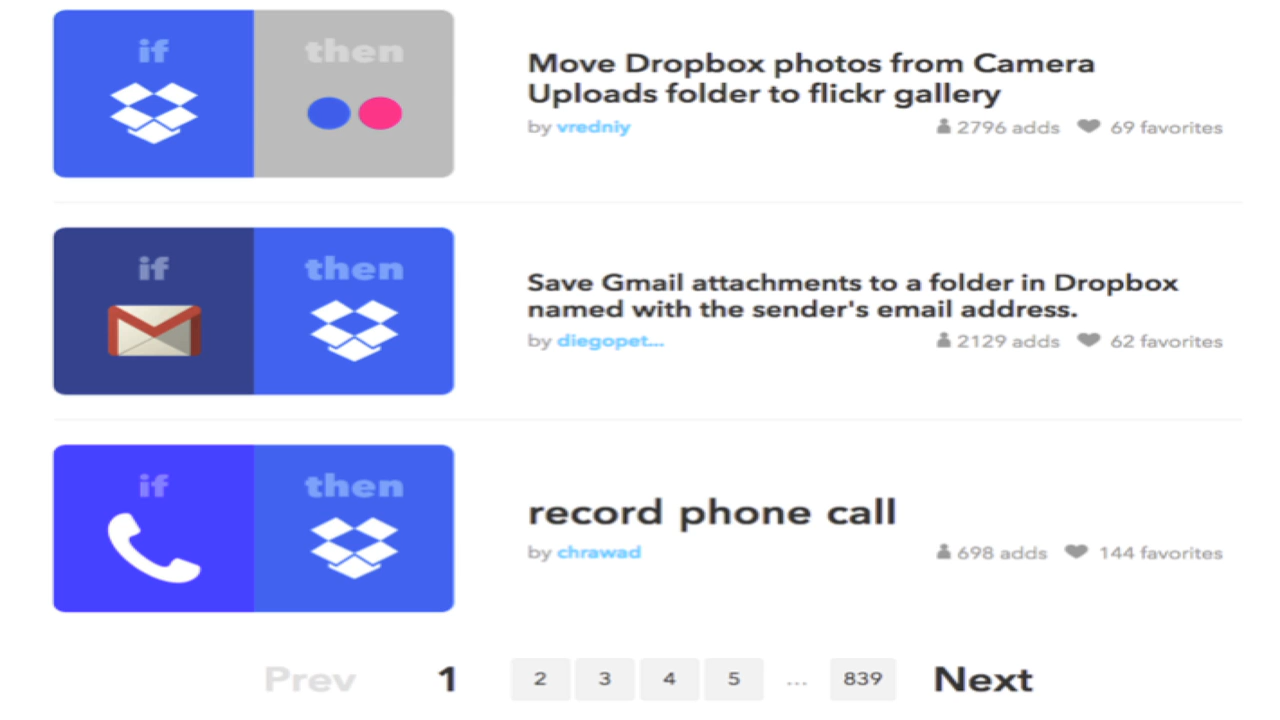 if then
Move Dropbox photos from Camera
Uploads folder to flickr gallery
by vredniy 2796 adds 69 favorites
if then
Save Gmail attachments to a folder in Dropbox
named with the sender's email address.
by diegopet... 2129 adds 62 favorites
if then
record phone call
by chrawad 698 adds 144 favorites
Prev 1 2 3 4 5 ... 839 Next